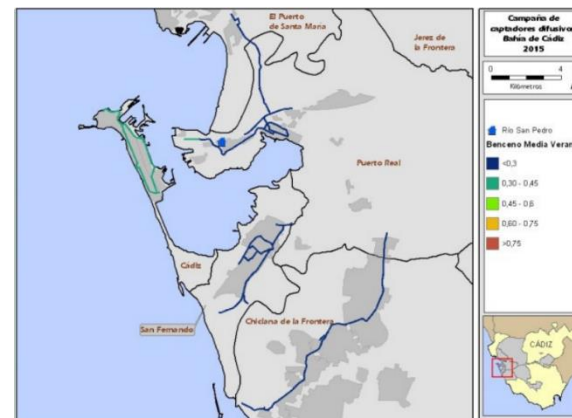 El Puerto
de Santa María
Jerez de
la Frontera
Puerto Real
Cádiz
San Fernando
Chiclana de la Frontera
Campaña de
captadores difusivos
Bahía de Cádiz
2015
0 4
Kilómetros
Río San Pedro
Benceno Media Veran
<0,3
0,30 - 0,45
0,45 - 0,6
0,60 - 0,75
>0,75
CÁDIZ